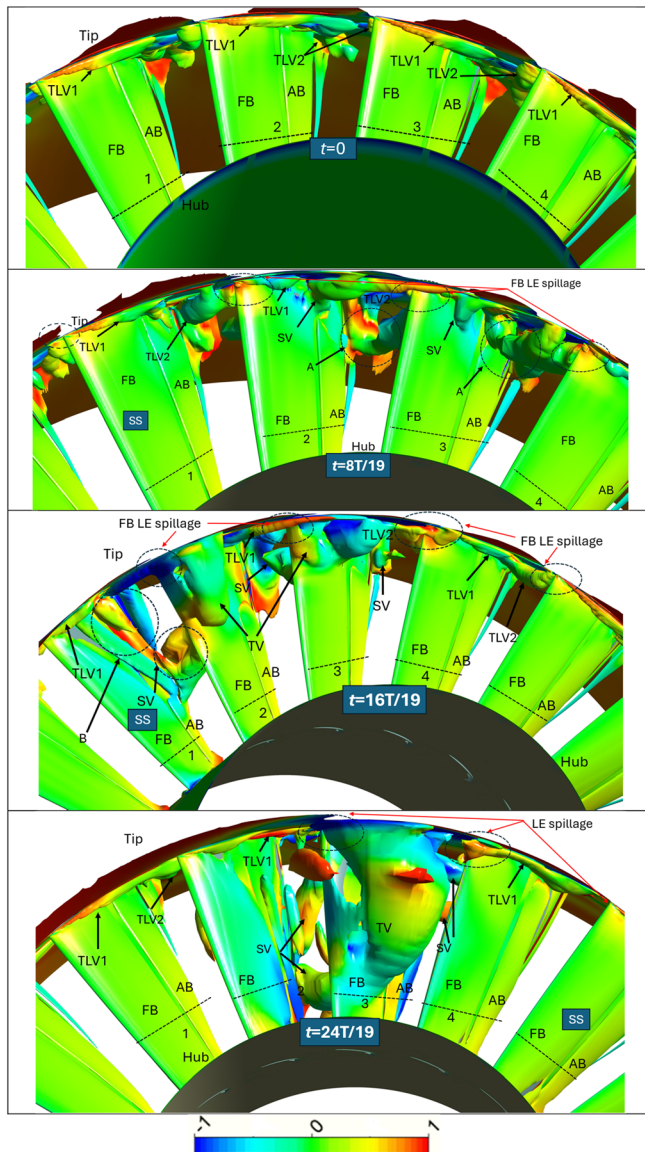 Tip
TLV1
TLV2
TLV1
TLV2
TLV1
FB
AB
FB
AB
FB
AB
FB
AB
1
2
3
4
t=0
Hub
FB LE spillage
Tip
TLV1
TLV2
TLV1
SV
TLV2
SV
A
A
FB
AB
FB
AB
FB
AB
FB
AB
SS
1
2
3
4
Hub
t=8T/19
FB LE spillage
FB LE spillage
Tip
TLV1
TLV2
TLV1
TLV2
SV
SV
TV
TLV1
B
SV
SS
FB
AB
1
FB
AB
2
3
FB
AB
4
FB
AB
Hub
t=16T/19
LE spillage
Tip
TLV1
TLV1
TLV2
TLV1
SV
TV
SV
FB
AB
FB
2
FB
AB
3
FB
AB
4
FB
AB
SS
1
Hub
t=24T/19
-1
0
1